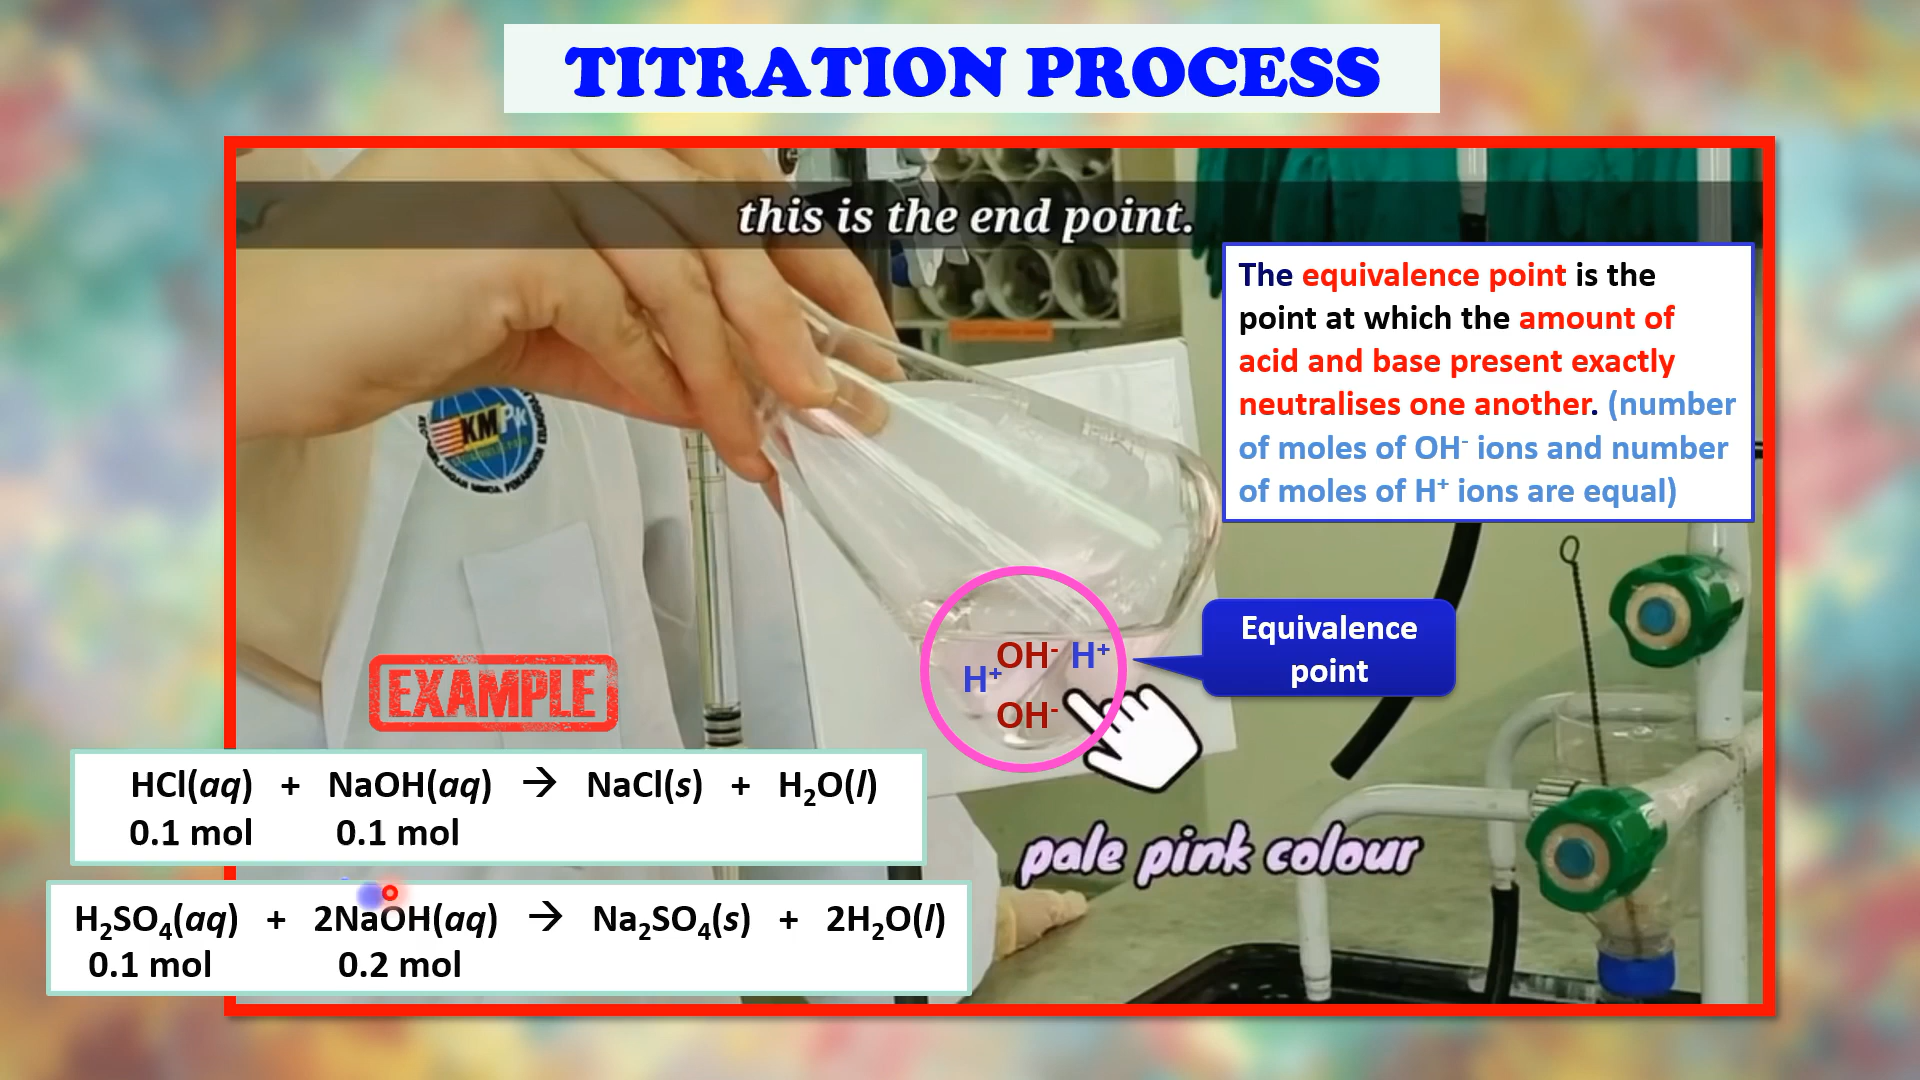 TITRATION PROCESS
this is the end point.
The equivalence point is the
point at which the amount of
acid and base present exactly
neutralises one another. (number
of moles of OH⁻ ions and number
of moles of H⁺ ions are equal)
KMPk
OH⁻ H⁺
H⁺
OH⁻
Equivalence
point
EXAMPLE
HCl(aq) + NaOH(aq) → NaCl(s) + H₂O(l)
0.1 mol 0.1 mol
pale pink colour
H₂SO₄(aq) + 2NaOH(aq) → Na₂SO₄(s) + 2H₂O(l)
0.1 mol 0.2 mol